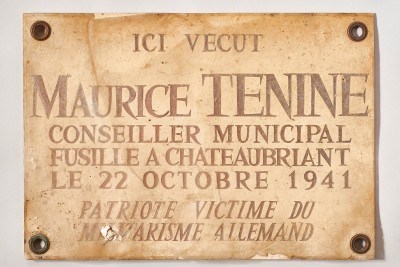 ICI VECUT
MAURICE TENINE
CONSEILLER MUNICIPAL
FUSILLE A CHATEAUBRIANT
LE 22 OCTOBRE 1941
PATRIOTE VICTIME DU
ALLEMAND